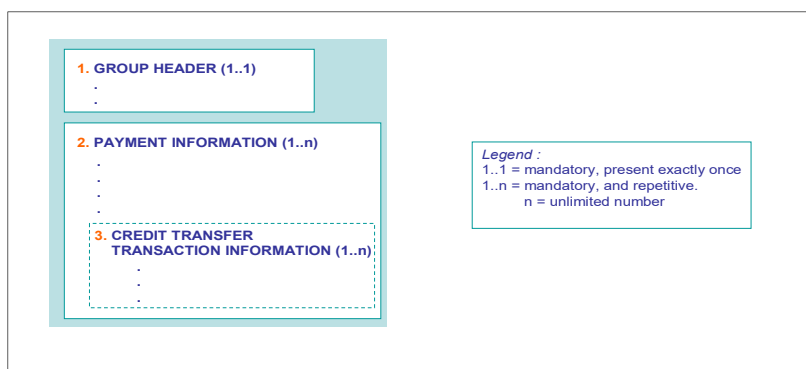 1. GROUP HEADER (1..1)
.
.
2. PAYMENT INFORMATION (1..n)
.
.
.
.
3. CREDIT TRANSFER
TRANSACTION INFORMATION (1..n)
.
.
.
Legend :
1..1 = mandatory, present exactly once
1..n = mandatory, and repetitive.
n = unlimited number